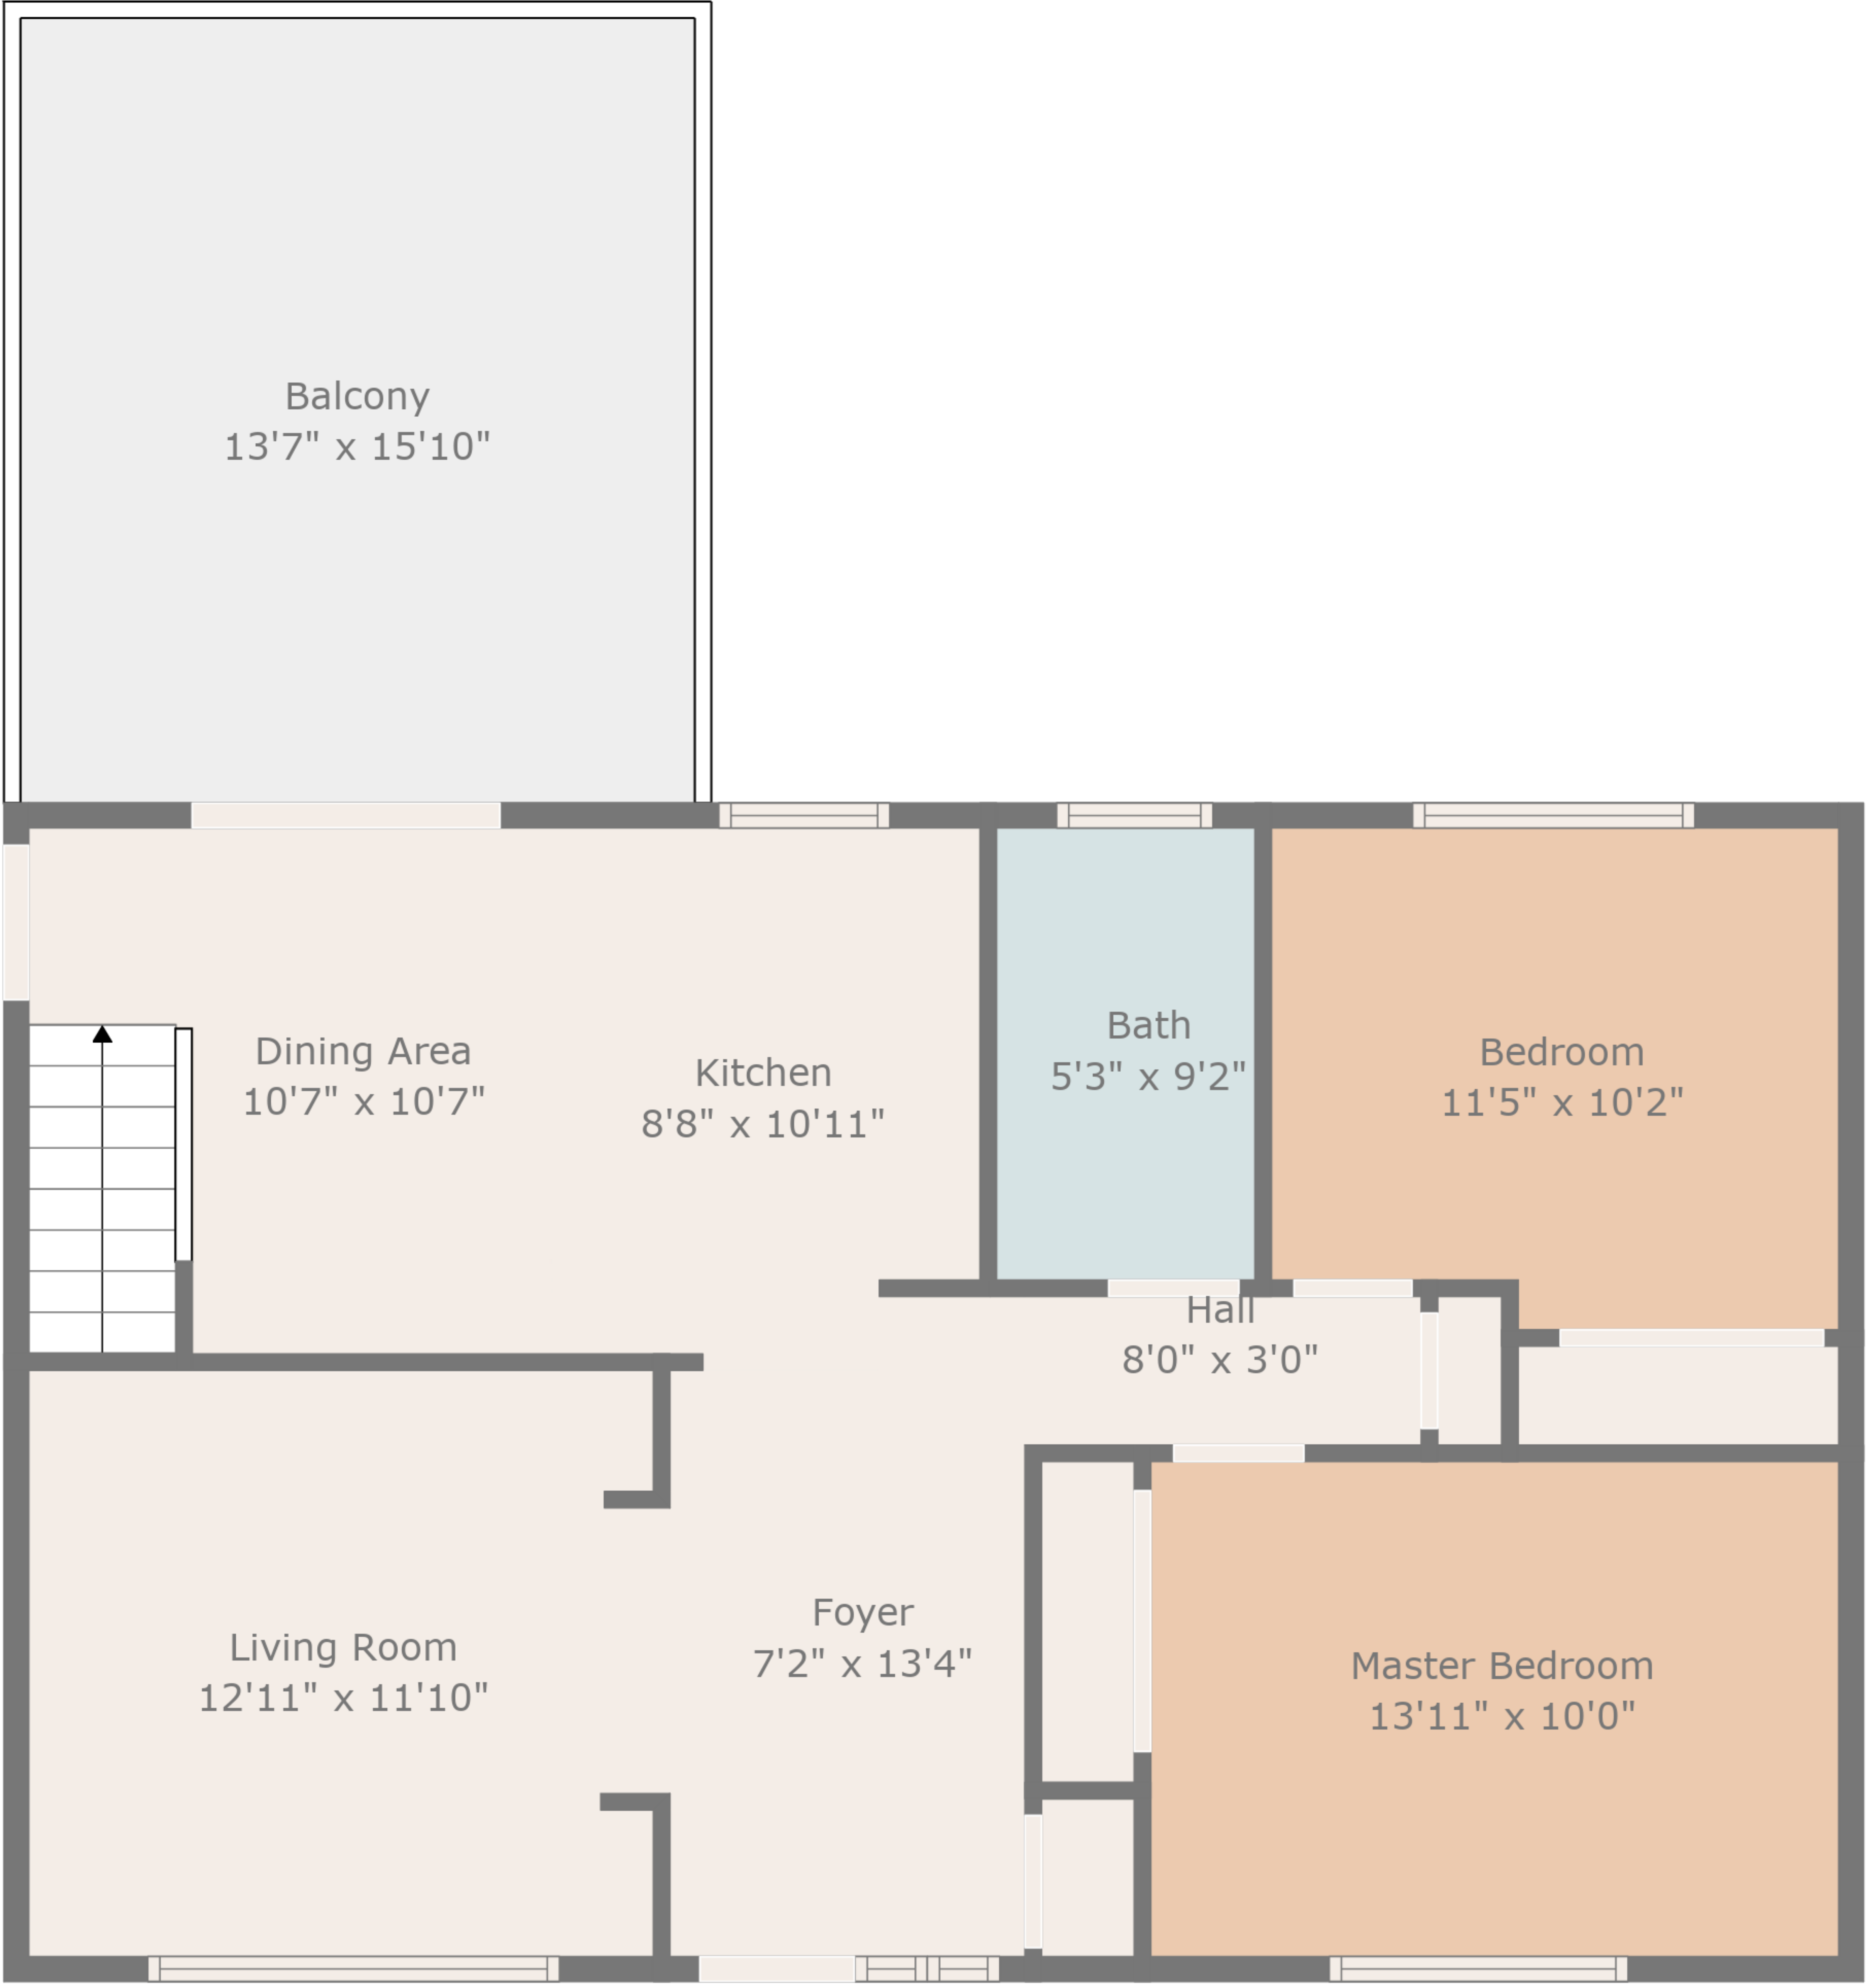 Balcony
13'7" x 15'10"
Dining Area
10'7" x 10'7"
Kitchen
8'8" x 10'11"
Bath
5'3" x 9'2"
Bedroom
11'5" x 10'2"
Hall
8'0" x 3'0"
Living Room
12'11" x 11'10"
Foyer
7'2" x 13'4"
Master Bedroom
13'11" x 10'0"